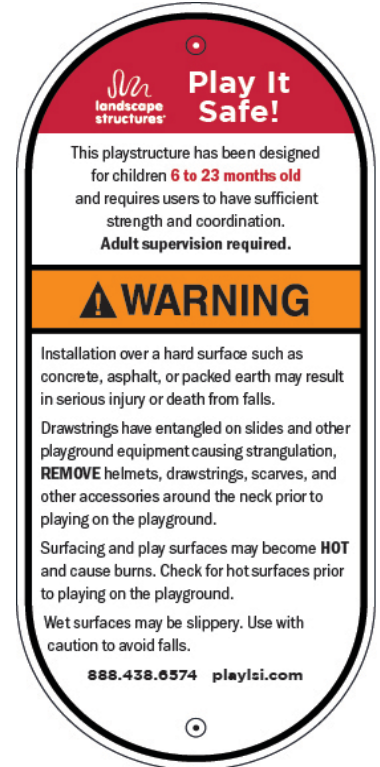 landscape
structures®
Play It
Safe!
This playstructure has been designed
for children 6 to 23 months old
and requires users to have sufficient
strength and coordination.
Adult supervision required.
WARNING
Installation over a hard surface such as
concrete, asphalt, or packed earth may result
in serious injury or death from falls.
Drawstrings have entangled on slides and other
playground equipment causing strangulation,
REMOVE helmets, drawstrings, scarves, and
other accessories around the neck prior to
playing on the playground.
Surfacing and play surfaces may become HOT
and cause burns. Check for hot surfaces prior
to playing on the playground.
Wet surfaces may be slippery. Use with
caution to avoid falls.
888.438.6574 playlsi.com